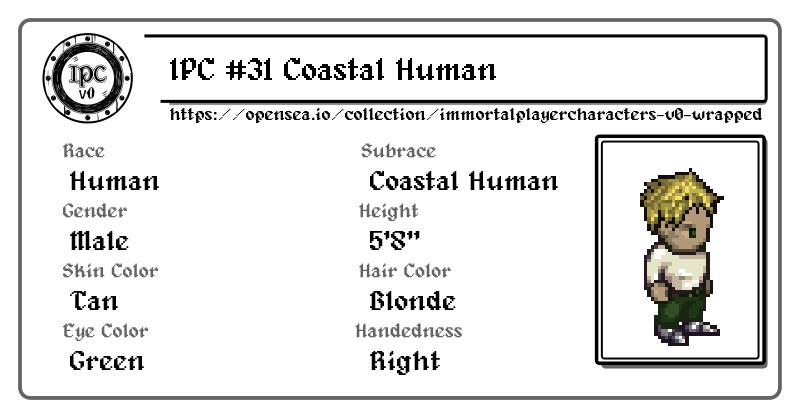 IPC
v0
IPC #31 Coastal Human
https://opensea.io/collection/immortalplayercharacters-v0-wrapped
Race
Human
Subrace
Coastal Human
Gender
Male
Height
5'8"
Skin Color
Tan
Hair Color
Blonde
Eye Color
Green
Handedness
Right